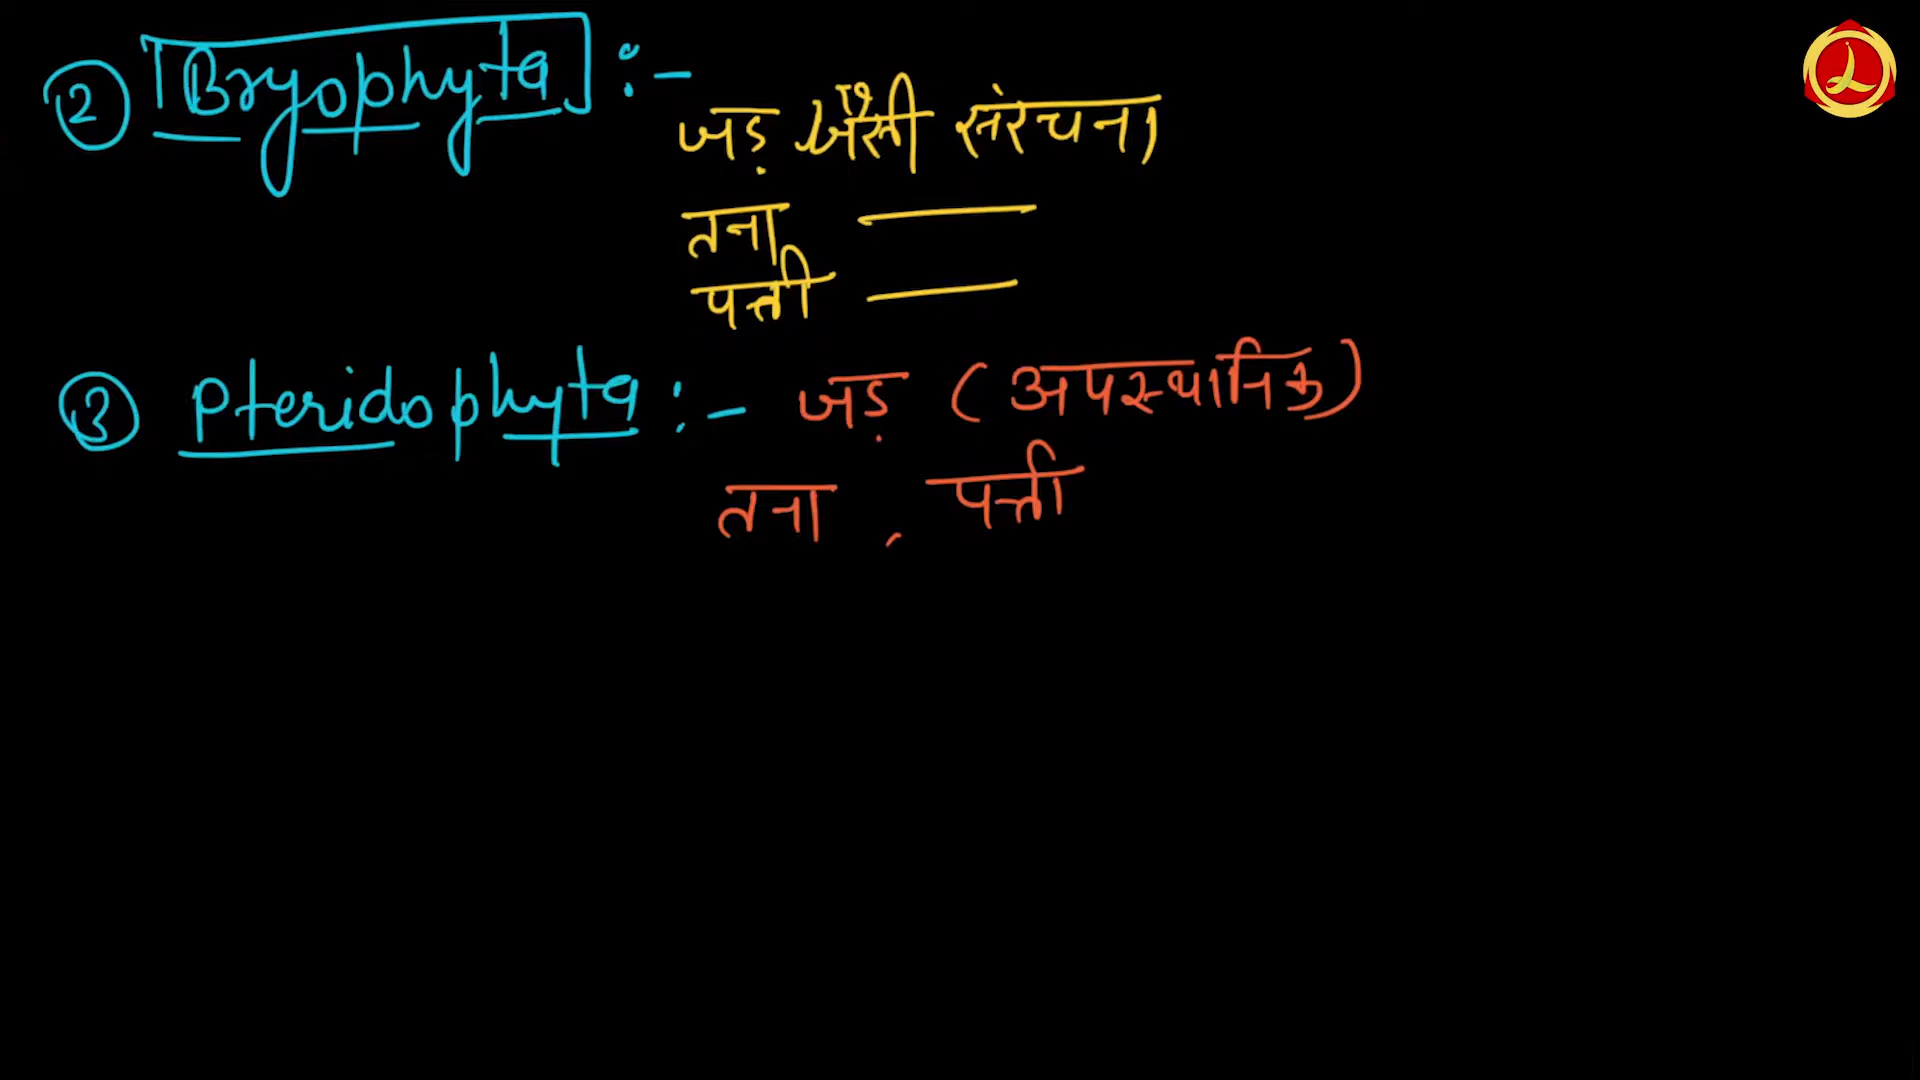 ② Bryophyta :-
जड़ जैसी संरचना
तना ———
पत्ती ———
③ Pteridophyta :- जड़ (अपस्थानिक)
तना , पत्ती